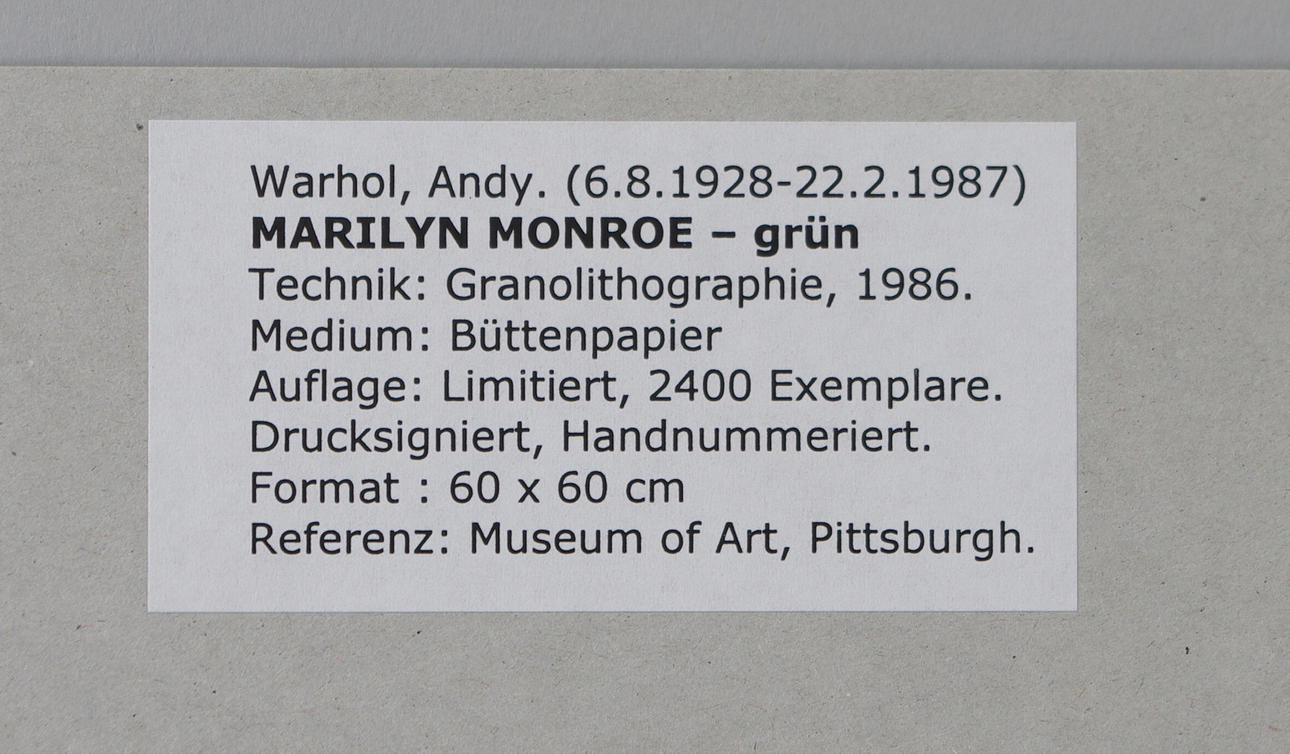 Warhol, Andy. (6.8.1928-22.2.1987)
MARILYN MONROE – grün
Technik: Granolithographie, 1986.
Medium: Büttenpapier
Auflage: Limitiert, 2400 Exemplare.
Drucksigniert, Handnummeriert.
Format : 60 x 60 cm
Referenz: Museum of Art, Pittsburgh.